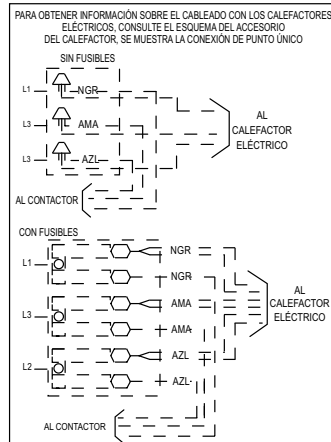 PARA OBTENER INFORMACIÓN SOBRE EL CABLEADO CON LOS CALEFACTORES
ELÉCTRICOS, CONSULTE EL ESQUEMA DEL ACCESORIO
DEL CALEFACTOR, SE MUESTRA LA CONEXIÓN DE PUNTO ÚNICO
SIN FUSIBLES
L1
NGR
L3
AMA
L3
AZL
AL
CALEFACTOR
ELÉCTRICO
AL CONTACTOR
CON FUSIBLES
NGR
L1
NGR
AMA
L3
AMA
AZL
L2
AZL
AL
CALEFACTOR
ELÉCTRICO
AL CONTACTOR